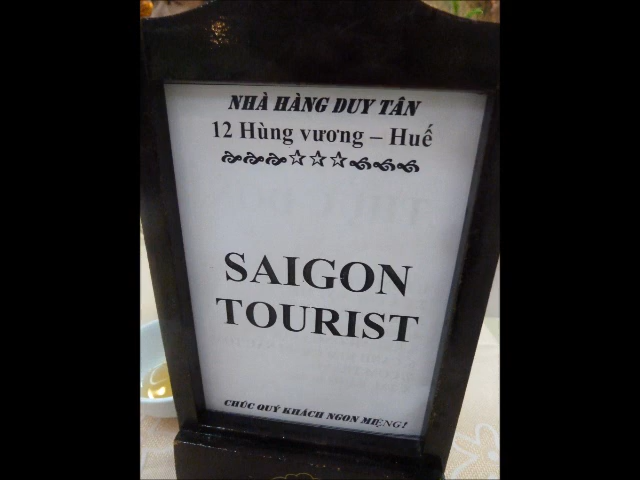 NHÀ HÀNG DUY TÂN
12 Hùng vương – Huế
SAIGON
TOURIST
CHÚC QUÝ KHÁCH NGON MIỆNG!